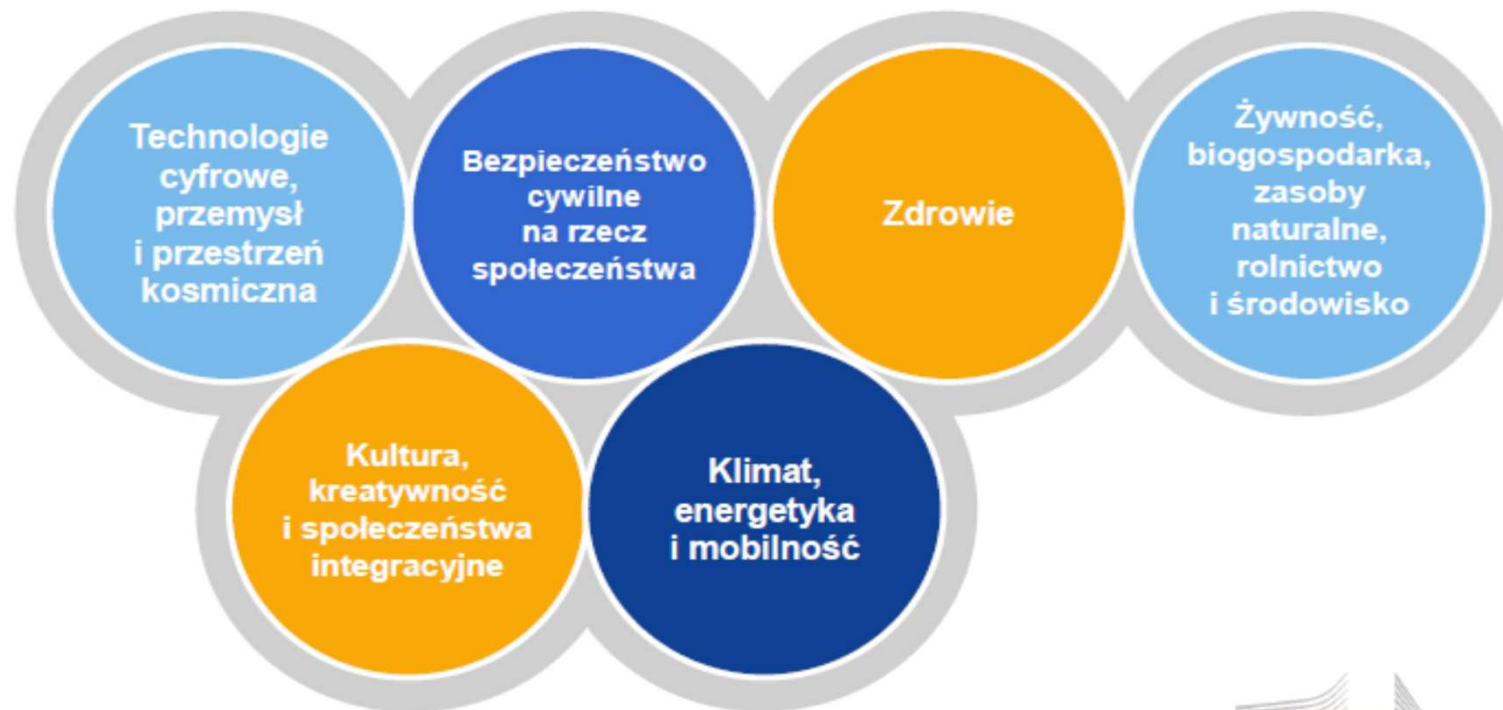 Technologie
cyfrowe,
przemysł
i przestrzeń
kosmiczna
Bezpieczeństwo
cywilne
na rzecz
społeczeństwa
Zdrowie
Żywność,
biogospodarka,
zasoby
naturalne,
rolnictwo
i środowisko
Kultura,
kreatywność
i społeczeństwa
integracyjne
Klimat,
energetyka
i mobilność